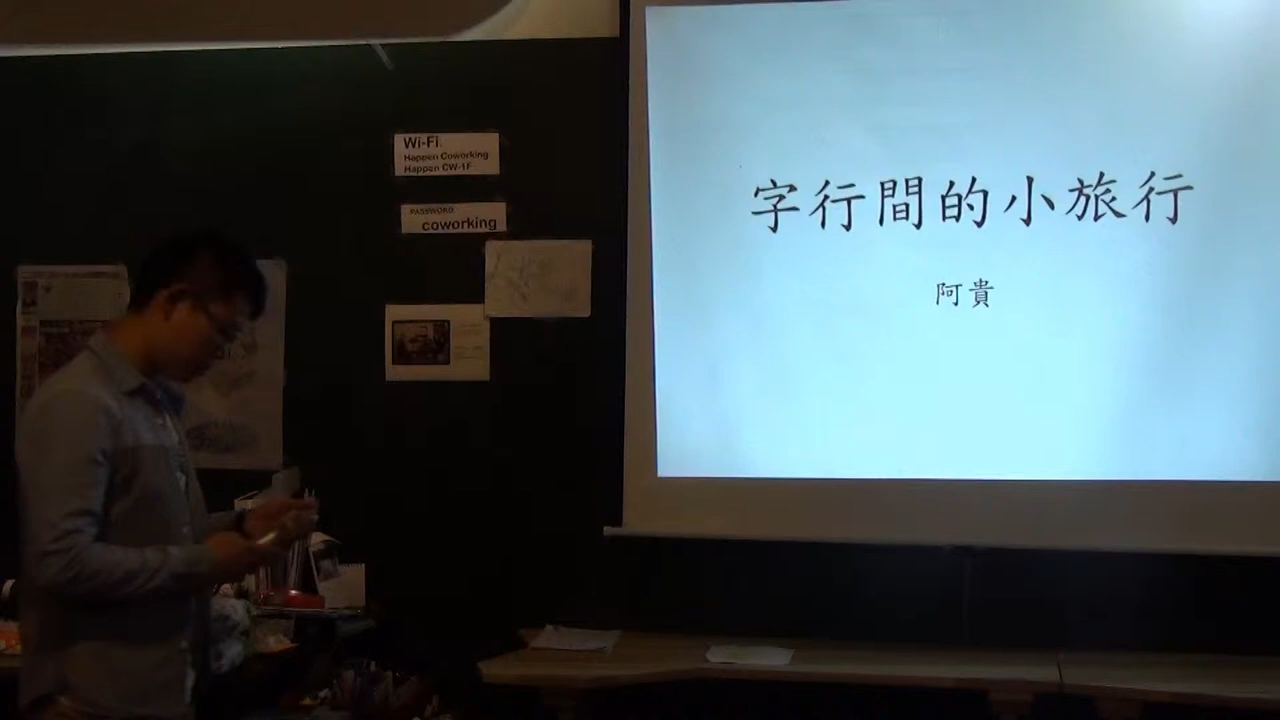 Wi-Fi
Happen Coworking
Happen CW-1F
PASSWORD
coworking
字行間的小旅行
阿貴